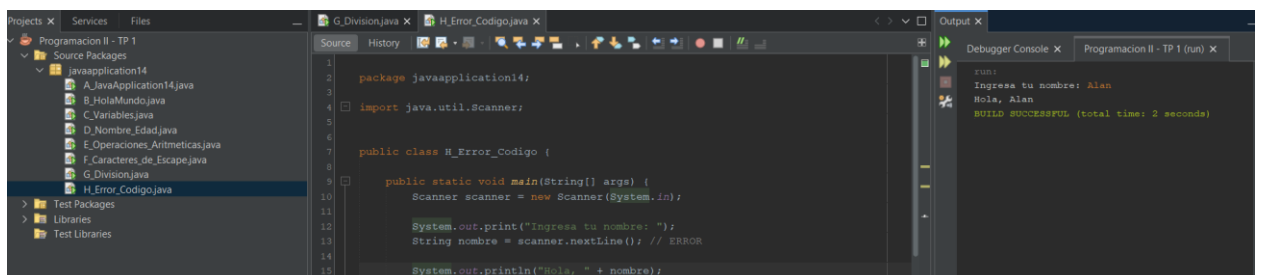 Projects X Services Files
Programacion II - TP 1
Source Packages
javaapplication14
A_JavaApplication14.java
B_HolaMundo.java
C_Variables.java
D_Nombre_Edad.java
E_Operaciones_Aritmeticas.java
F_Caracteres_de_Escape.java
G_Division.java
H_Error_Codigo.java
Test Packages
Libraries
Test Libraries
G_Division.java X H_Error_Codigo.java X
Source History
1
2 package javaapplication14;
3
4 import java.util.Scanner;
5
6
7 public class H_Error_Codigo {
8
9 public static void main(String[] args) {
10 Scanner scanner = new Scanner(System.in);
11
12 System.out.print("Ingresa tu nombre: ");
13 String nombre = scanner.nextLine(); // ERROR
14
15 System.out.println("Hola, " + nombre);
Output X
Debugger Console X Programacion II - TP 1 (run) X
run:
Ingresa tu nombre: Alan
Hola, Alan
BUILD SUCCESSFUL (total time: 2 seconds)